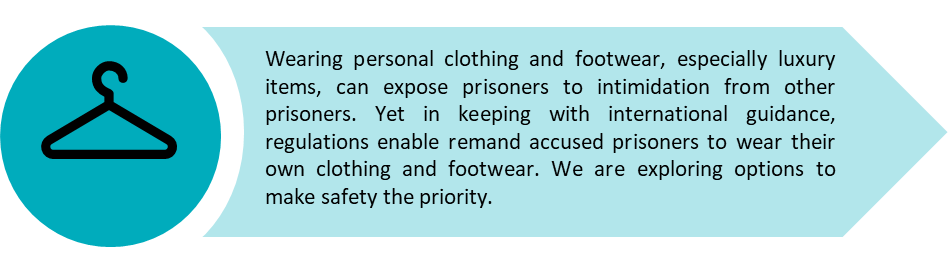 Wearing personal clothing and footwear, especially luxury
items, can expose prisoners to intimidation from other
prisoners. Yet in keeping with international guidance,
regulations enable remand accused prisoners to wear their
own clothing and footwear. We are exploring options to
make safety the priority.